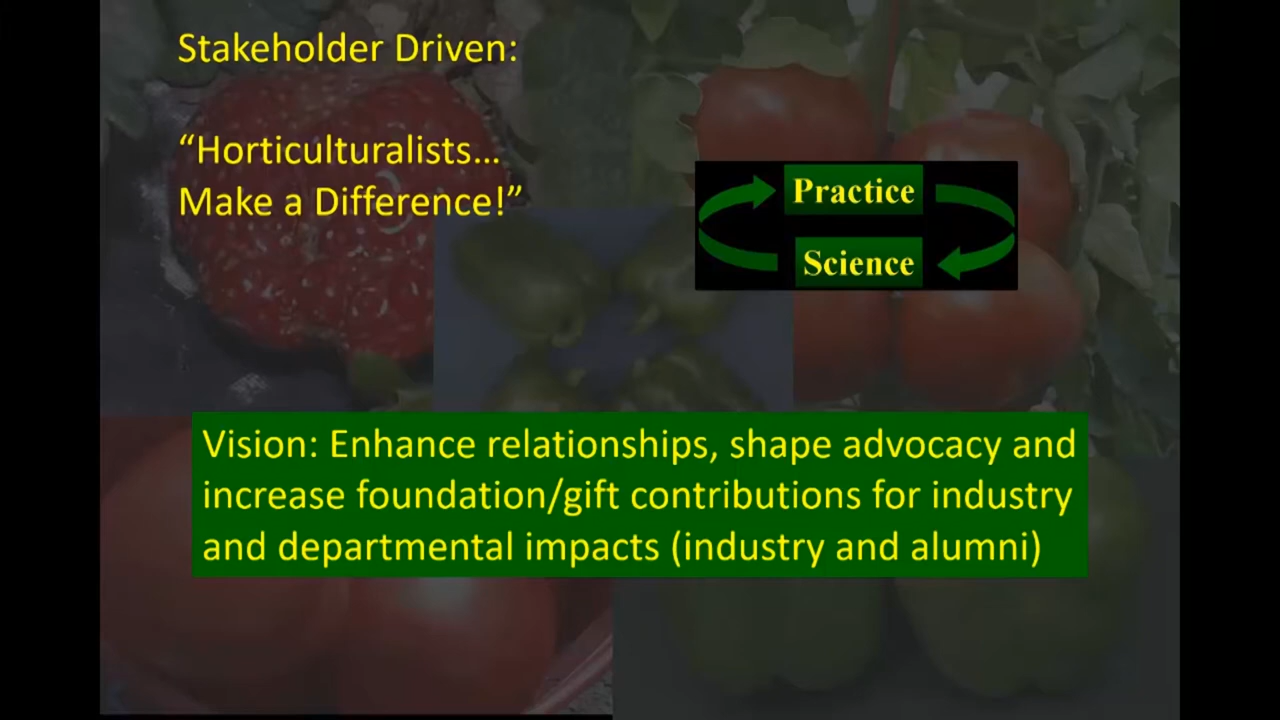 Stakeholder Driven:
“Horticulturalists…
Make a Difference!”
Practice
Science
Vision: Enhance relationships, shape advocacy and
increase foundation/gift contributions for industry
and departmental impacts (industry and alumni)